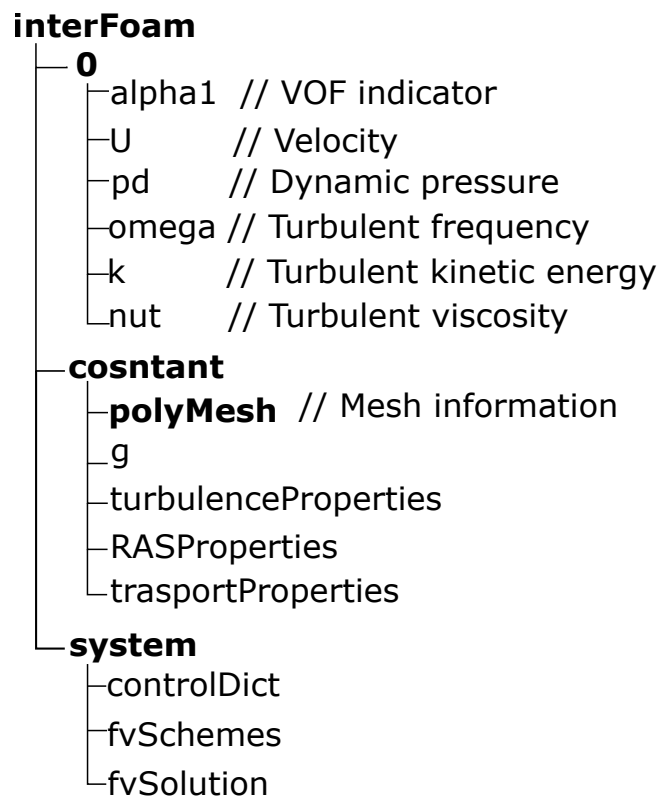 interFoam
0
alpha1 // VOF indicator
U // Velocity
pd // Dynamic pressure
omega // Turbulent frequency
k // Turbulent kinetic energy
nut // Turbulent viscosity
cosntant
polyMesh // Mesh information
g
turbulenceProperties
RASProperties
trasportProperties
system
controlDict
fvSchemes
fvSolution